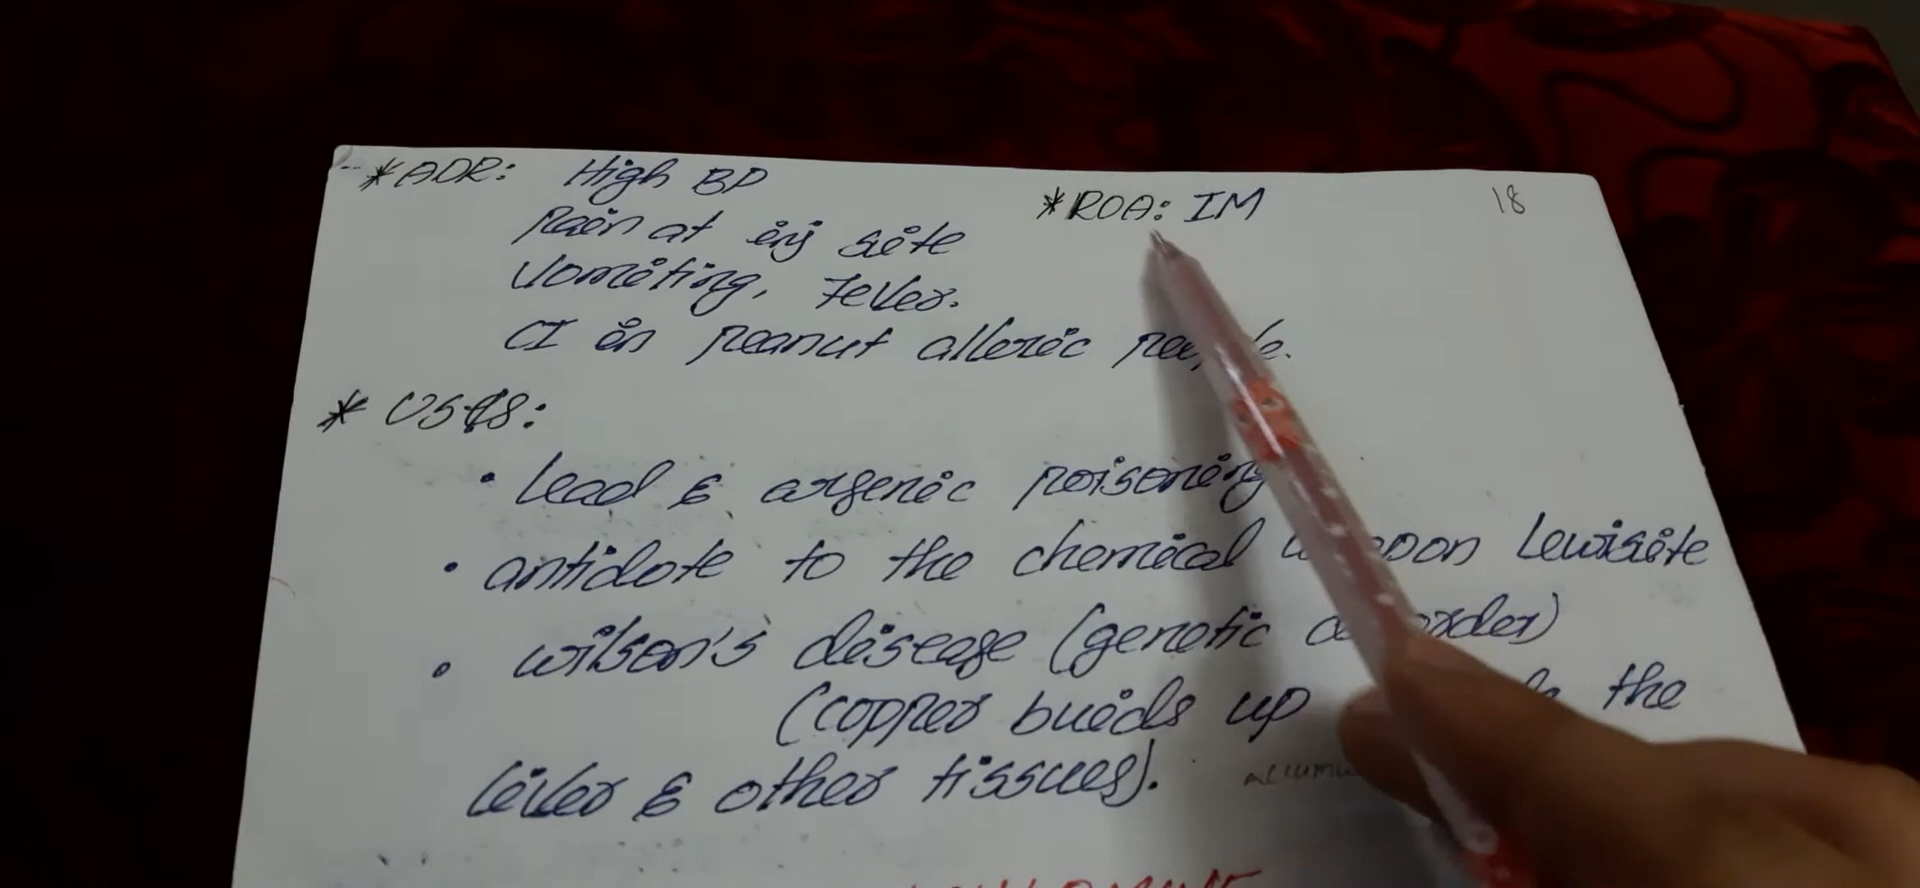 *ADR: High BP
*ROA: IM
18
Pain at inj site
Vomiting, Fever.
CI in peanut alleric people.
* USES:
• Lead & arsenic poisoning
• antidote to the chemical weapon Lewisite
• wilson's disease (genetic disorder)
(copper builds up the
liver & other tissues).